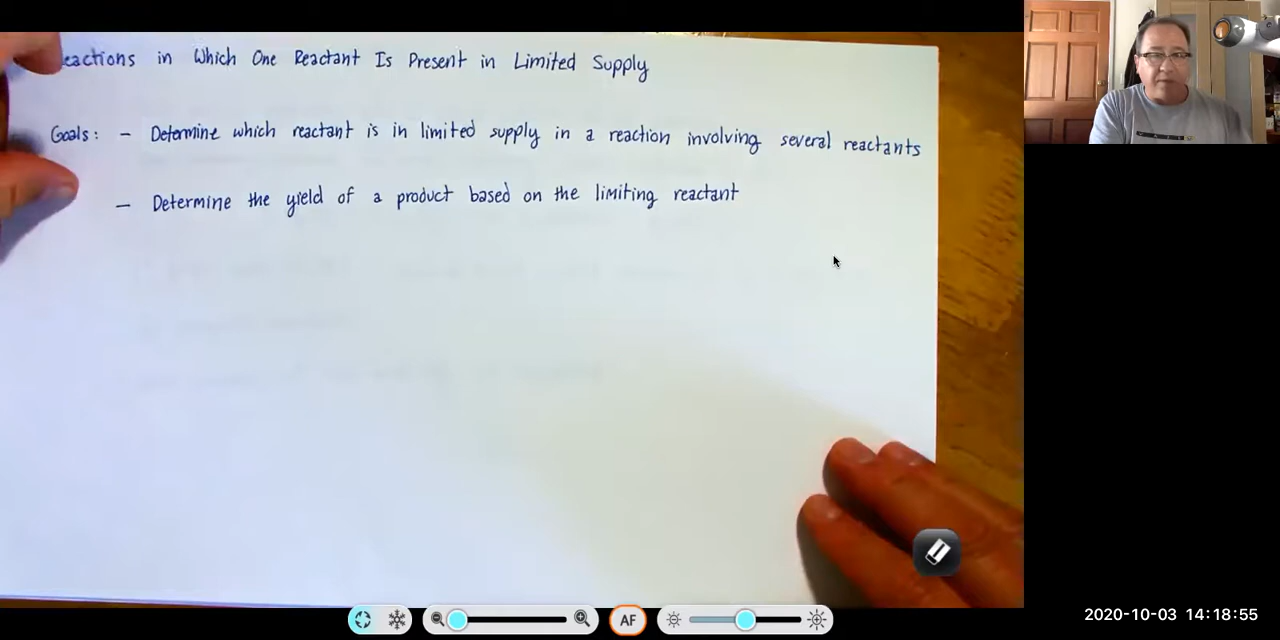 eactions in Which One Reactant Is Present in Limited Supply
Goals: - Determine which reactant is in limited supply in a reaction involving several reactants
- Determine the yield of a product based on the limiting reactant
AF
2020-10-03 14:18:55